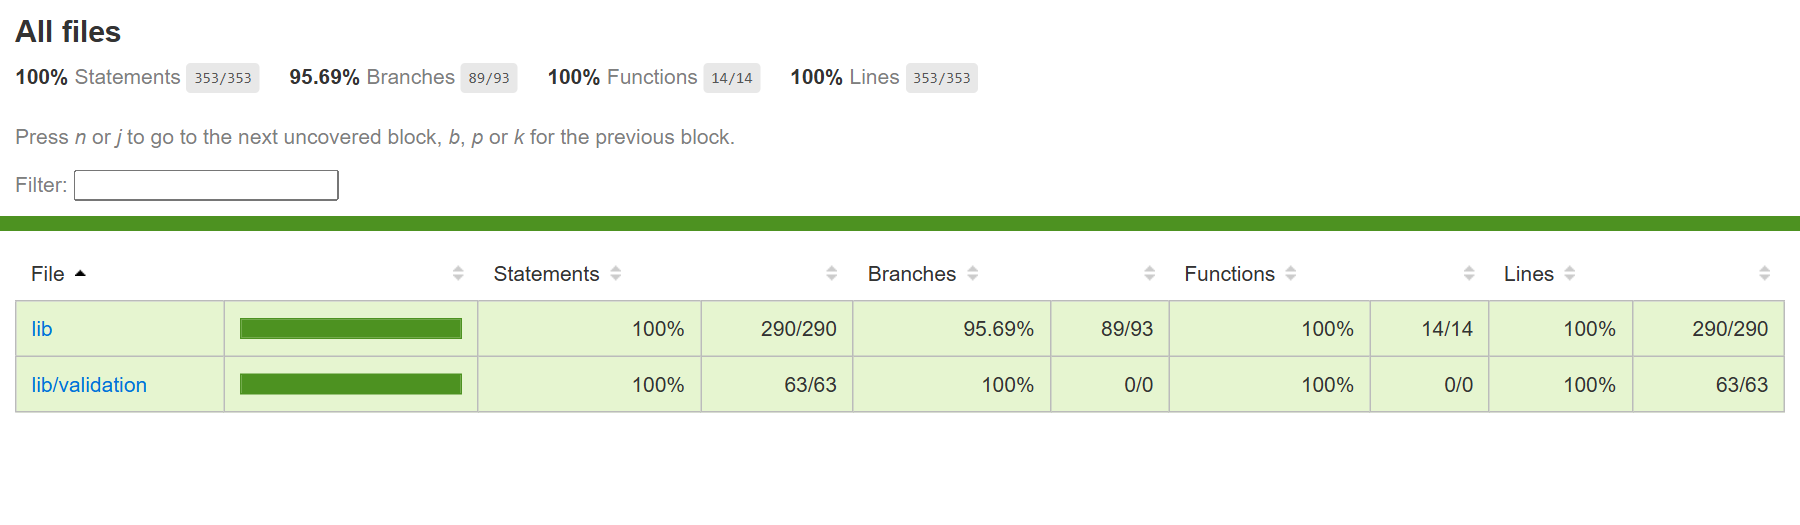 All files
100% Statements 353/353 95.69% Branches 89/93 100% Functions 14/14 100% Lines 353/353
Press n or j to go to the next uncovered block, b, p or k for the previous block.
Filter:
File Statements Branches Functions Lines
lib 100% 290/290 95.69% 89/93 100% 14/14 100% 290/290
lib/validation 100% 63/63 100% 0/0 100% 0/0 100% 63/63